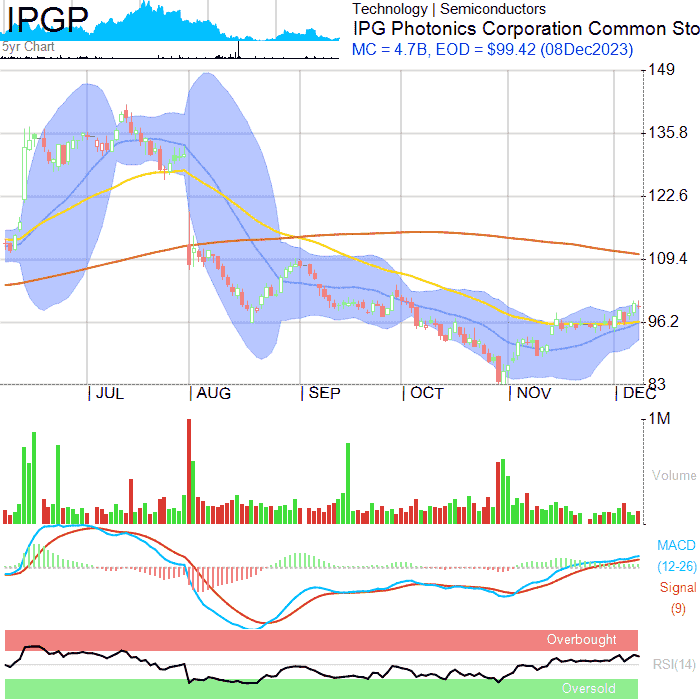 IPGP
5yr Chart
Technology | Semiconductors
IPG Photonics Corporation Common Sto
MC = 4.7B, EOD = $99.42 (08Dec2023)
149
135.8
122.6
109.4
96.2
83
JUL
AUG
SEP
OCT
NOV
DEC
1M
Volume
MACD
(12-26)
Signal
(9)
Overbought
RSI(14)
Oversold